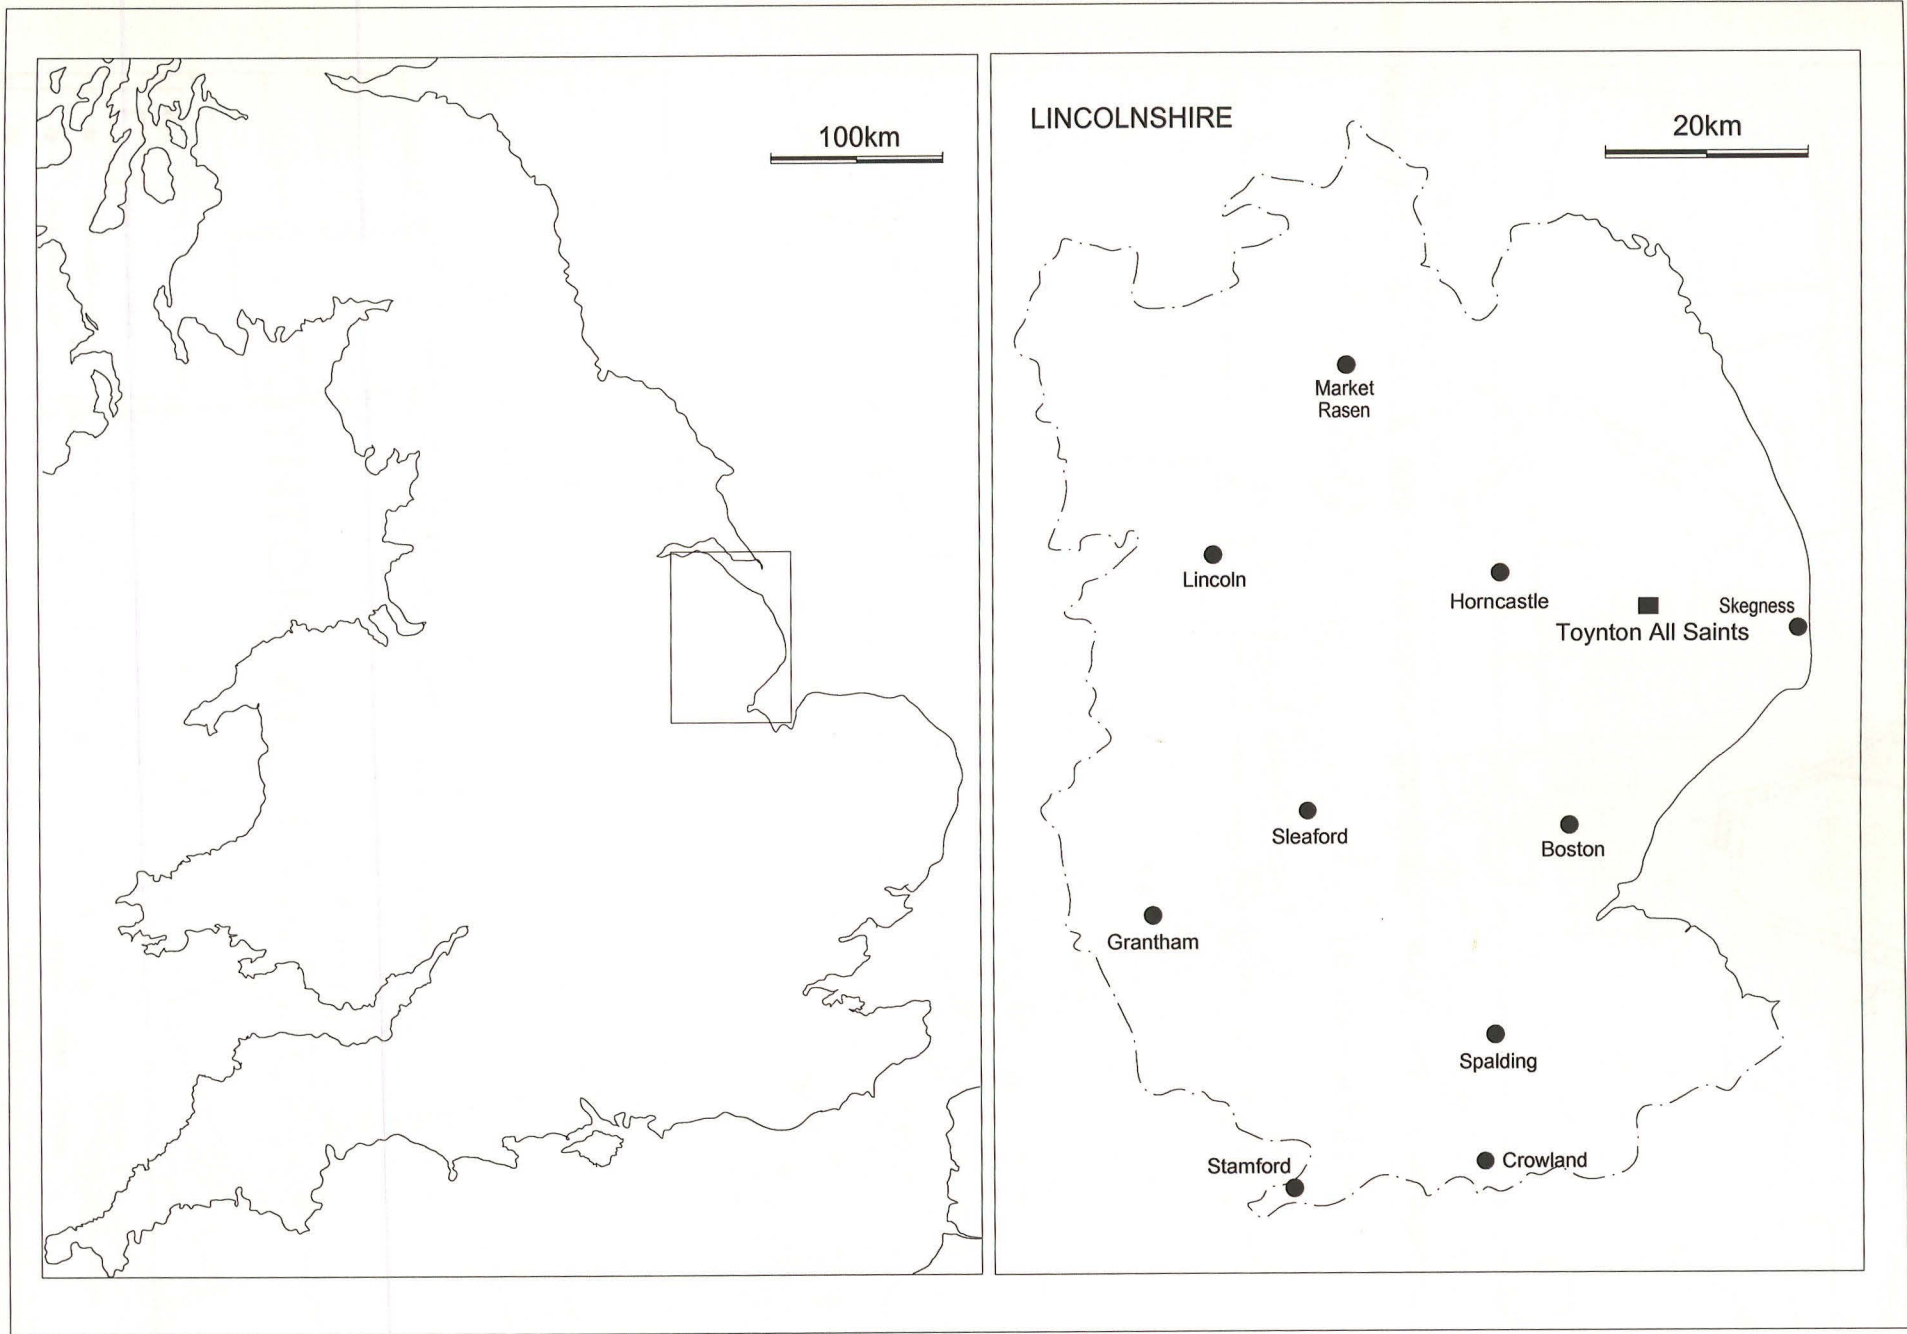 100km
LINCOLNSHIRE
20km
Market
Rasen
Lincoln
Horncastle
Skegness
Toynton All Saints
Sleaford
Boston
Grantham
Spalding
Stamford
Crowland